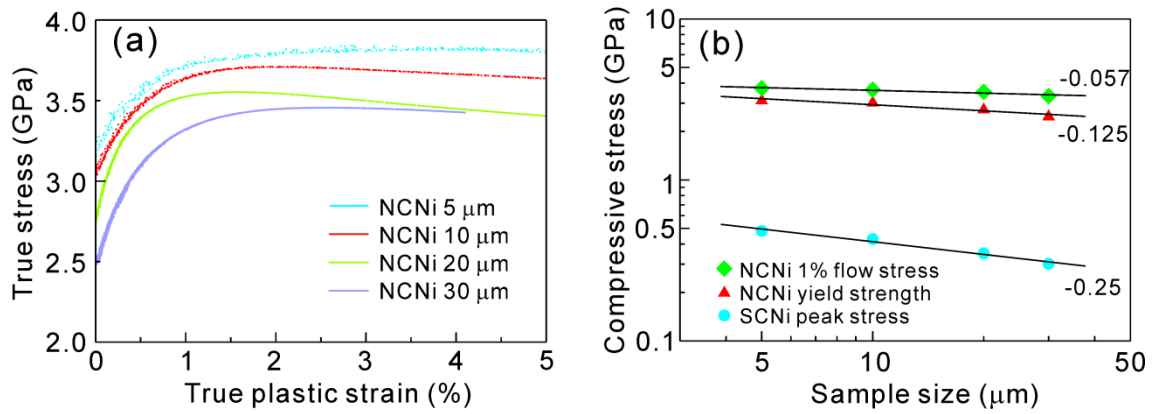 (a)
True stress (GPa)
4.0
3.5
3.0
2.5
2.0
NCNi 5 μm
NCNi 10 μm
NCNi 20 μm
NCNi 30 μm
0 1 2 3 4 5
True plastic strain (%)
(b)
Compressive stress (GPa)
10
5
1
0.5
0.1
-0.057
-0.125
-0.25
NCNi 1% flow stress
NCNi yield strength
SCNi peak stress
5 10 50
Sample size (μm)